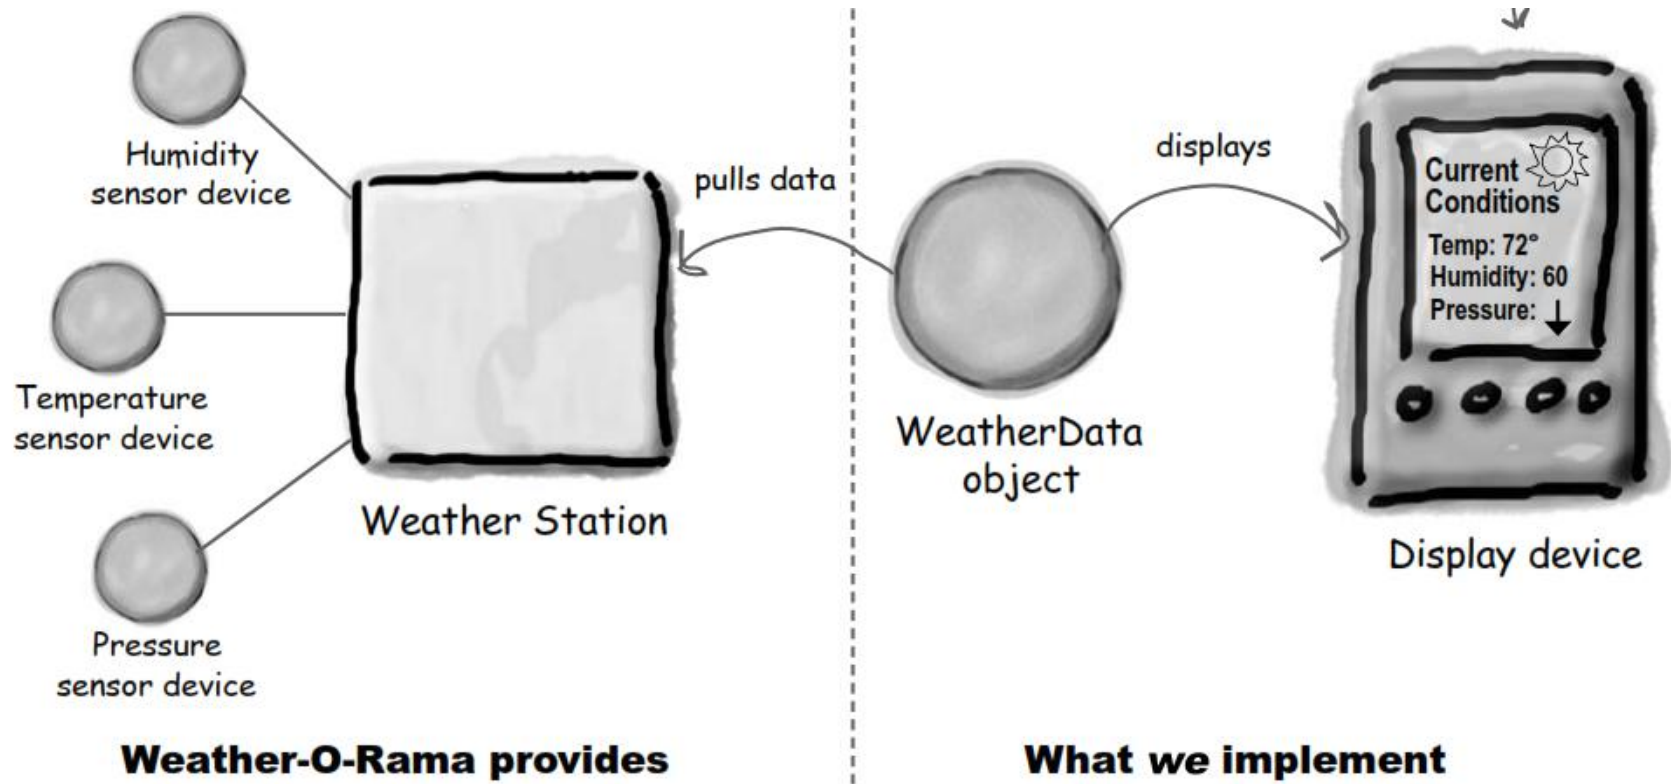 Humidity
sensor device
Temperature
sensor device
Pressure
sensor device
Weather Station
pulls data
Weather-O-Rama provides
displays
WeatherData
object
Current
Conditions
Temp: 72°
Humidity: 60
Pressure:
Display device
What we implement